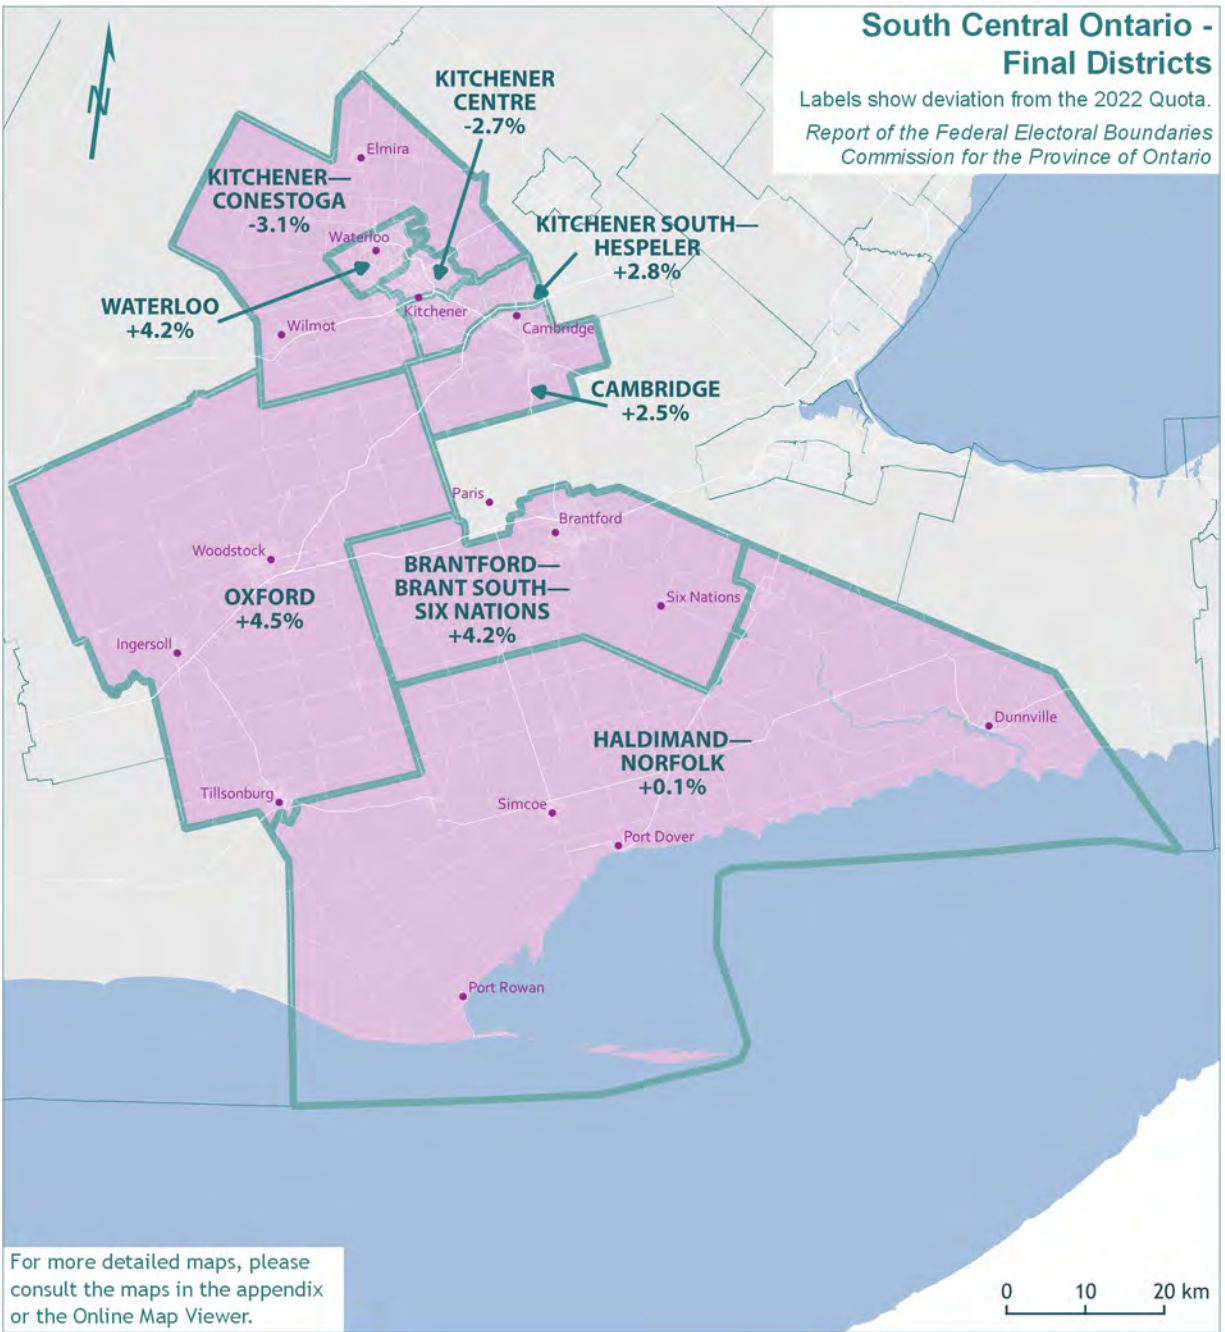 South Central Ontario -
Final Districts
Labels show deviation from the 2022 Quota.
Report of the Federal Electoral Boundaries
Commission for the Province of Ontario
N
KITCHENER
CENTRE
-2.7%
Elmira
KITCHENER—
CONESTOGA
-3.1%
Waterloo
KITCHENER SOUTH—
HESPELER
+2.8%
WATERLOO
+4.2%
Wilmot
Kitchener
Cambridge
CAMBRIDGE
+2.5%
Paris
Brantford
Woodstock
OXFORD
+4.5%
BRANTFORD—
BRANT SOUTH—
SIX NATIONS
+4.2%
Six Nations
Ingersoll
Dunnville
HALDIMAND—
NORFOLK
+0.1%
Tillsonburg
Simcoe
Port Dover
Port Rowan
For more detailed maps, please
consult the maps in the appendix
or the Online Map Viewer.
0 10 20 km